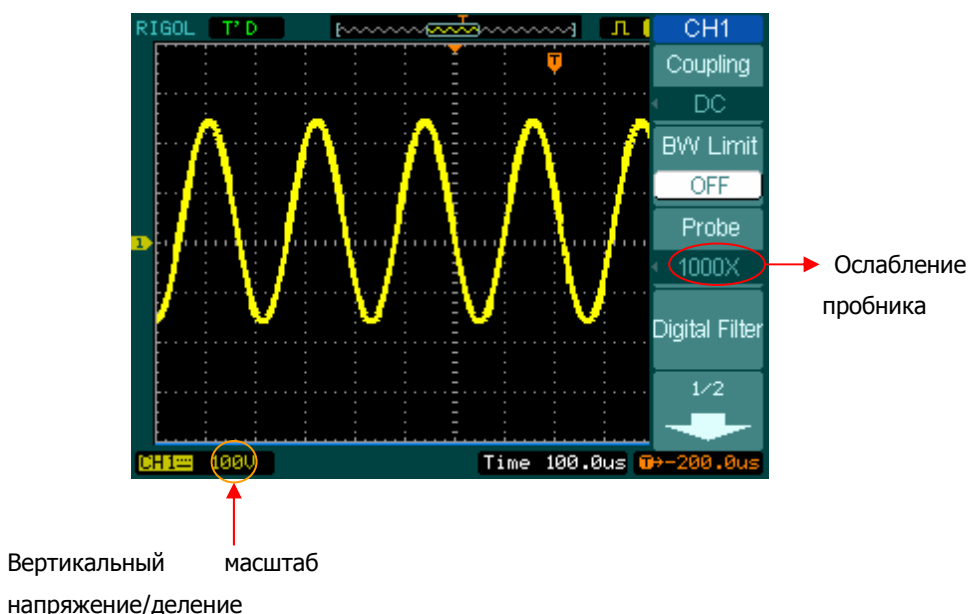 RIGOL T'D T CH1
Coupling
T
DC
BW Limit
OFF
Probe
1
1000X
Ослабление
пробника
Digital Filter
1/2
CH1 100V Time 100.0us T→-200.0us
Вертикальный масштаб
напряжение/деление